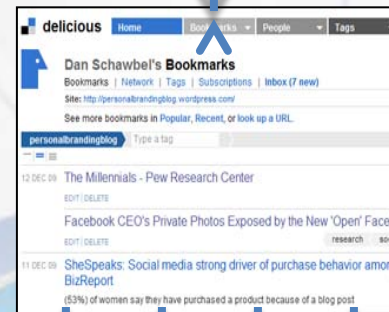 delicious Home Bookmarks People Tags
Dan Schawbel's Bookmarks
Bookmarks | Network | Tags | Subscriptions | Inbox (7 new)
Site: http://personalbrandingblog.wordpress.com/
See more bookmarks in Popular, Recent, or look up a URL.
personalbrandingblog Type a tag
12 DEC 09 The Millennials - Pew Research Center
EDIT | DELETE
Facebook CEO's Private Photos Exposed by the New 'Open' Face
EDIT | DELETE research so
11 DEC 09 SheSpeaks: Social media strong driver of purchase behavior amon
BizReport
(53%) of women say they have purchased a product because of a blog post